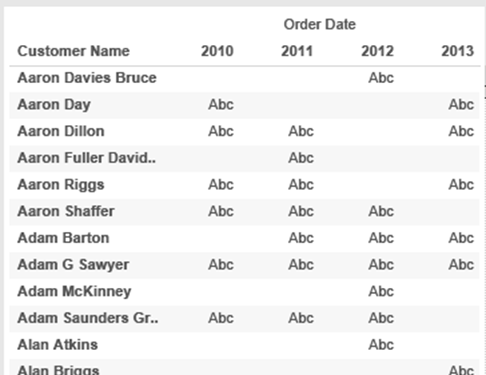 Order Date
Customer Name 2010 2011 2012 2013
Aaron Davies Bruce Abc
Aaron Day Abc Abc
Aaron Dillon Abc Abc Abc
Aaron Fuller David.. Abc
Aaron Riggs Abc Abc Abc
Aaron Shaffer Abc Abc Abc
Adam Barton Abc Abc Abc
Adam G Sawyer Abc Abc Abc Abc
Adam McKinney Abc
Adam Saunders Gr.. Abc Abc Abc
Alan Atkins Abc
Alan Briggs Abc